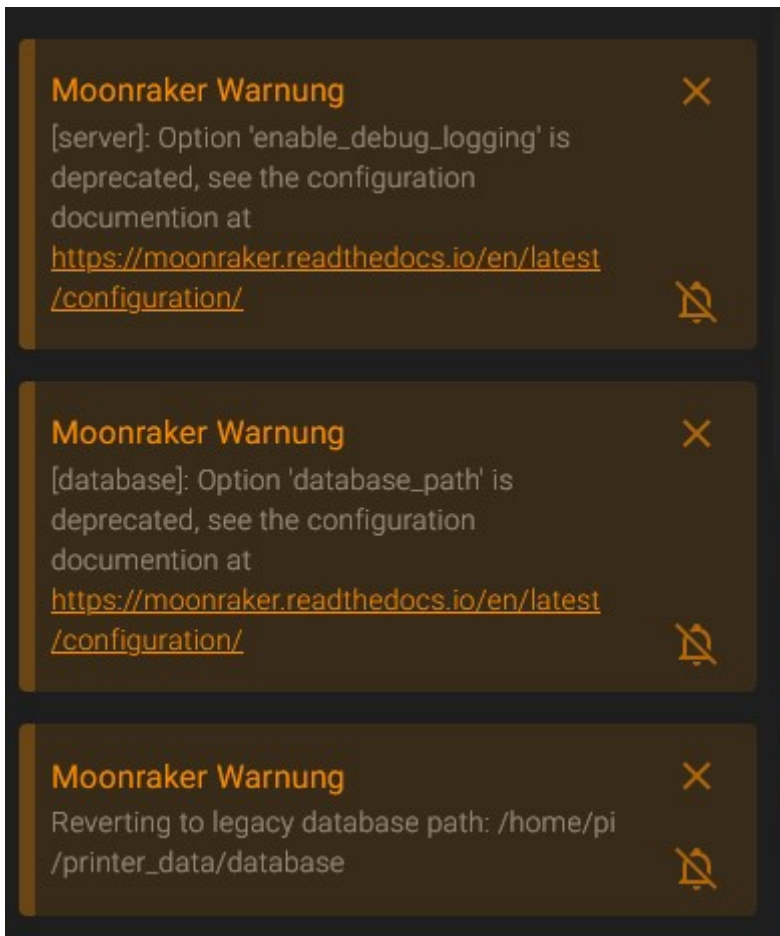 Moonraker Warnung
[server]: Option 'enable_debug_logging' is
deprecated, see the configuration
documention at
https://moonraker.readthedocs.io/en/latest
/configuration/
Moonraker Warnung
[database]: Option 'database_path' is
deprecated, see the configuration
documention at
https://moonraker.readthedocs.io/en/latest
/configuration/
Moonraker Warnung
Reverting to legacy database path: /home/pi
/printer_data/database